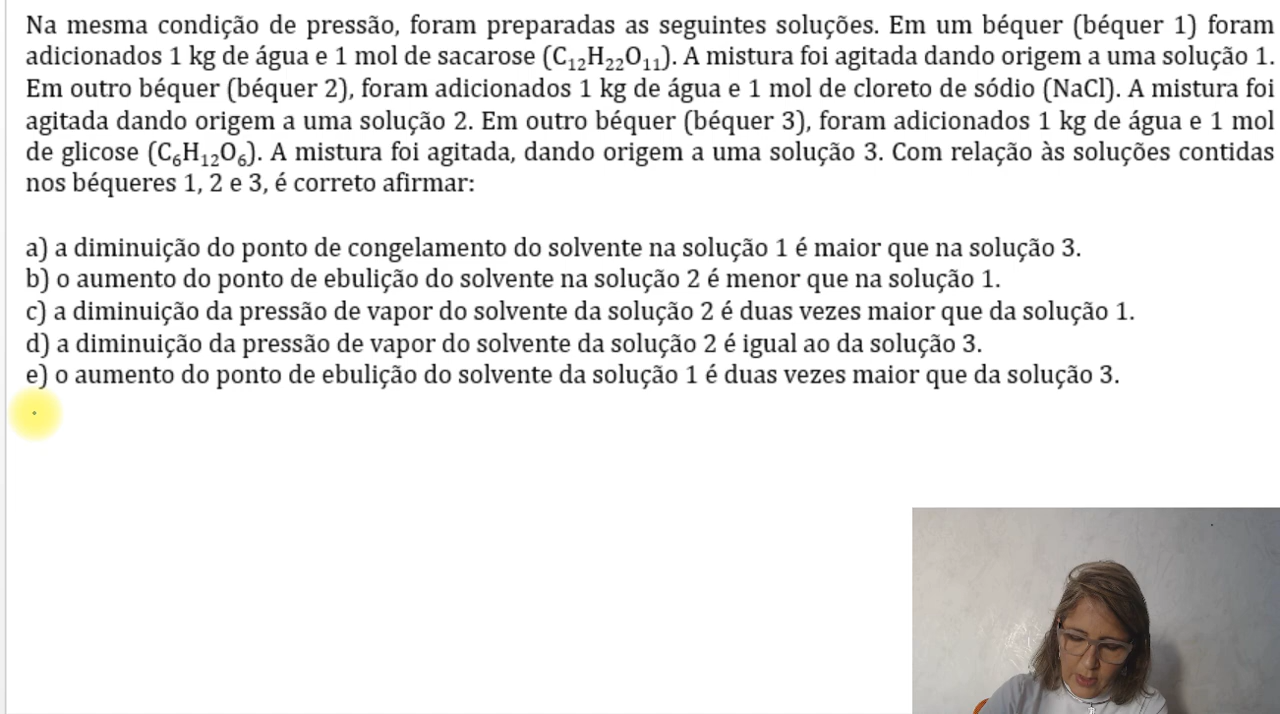 Na mesma condição de pressão, foram preparadas as seguintes soluções. Em um béquer (béquer 1) foram
adicionados 1 kg de água e 1 mol de sacarose (C₁₂H₂₂O₁₁). A mistura foi agitada dando origem a uma solução 1.
Em outro béquer (béquer 2), foram adicionados 1 kg de água e 1 mol de cloreto de sódio (NaCl). A mistura foi
agitada dando origem a uma solução 2. Em outro béquer (béquer 3), foram adicionados 1 kg de água e 1 mol
de glicose (C₆H₁₂O₆). A mistura foi agitada, dando origem a uma solução 3. Com relação às soluções contidas
nos béqueres 1, 2 e 3, é correto afirmar:
a) a diminuição do ponto de congelamento do solvente na solução 1 é maior que na solução 3.
b) o aumento do ponto de ebulição do solvente na solução 2 é menor que na solução 1.
c) a diminuição da pressão de vapor do solvente da solução 2 é duas vezes maior que da solução 1.
d) a diminuição da pressão de vapor do solvente da solução 2 é igual ao da solução 3.
e) o aumento do ponto de ebulição do solvente da solução 1 é duas vezes maior que da solução 3.